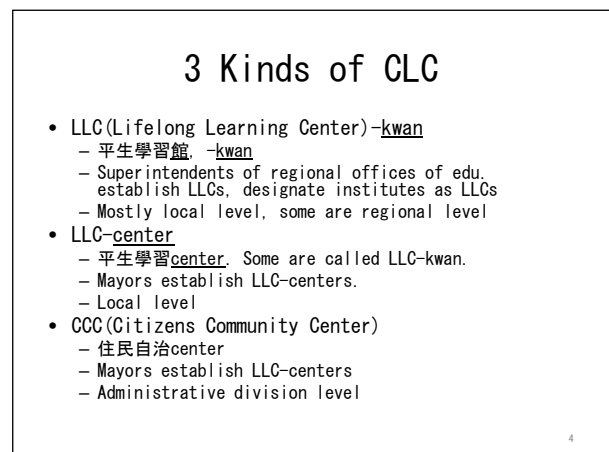 3 Kinds of CLC
• LLC(Lifelong Learning Center)-kwan
– 平生學習館, -kwan
– Superintendents of regional offices of edu.
establish LLCs, designate institutes as LLCs
– Mostly local level, some are regional level
• LLC-center
– 平生學習center. Some are called LLC-kwan.
– Mayors establish LLC-centers.
– Local level
• CCC(Citizens Community Center)
– 住民自治center
– Mayors establish LLC-centers
– Administrative division level
4